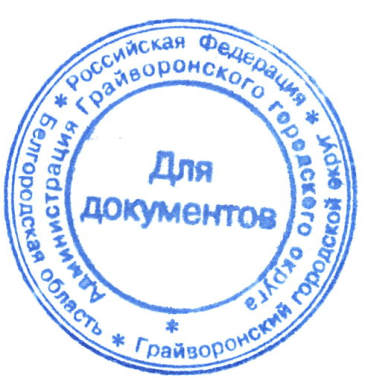 * Российская Федерация * Грайворонский городской округ * Белгородская область
Администрация Грайворонского городского округа *
Для
документов